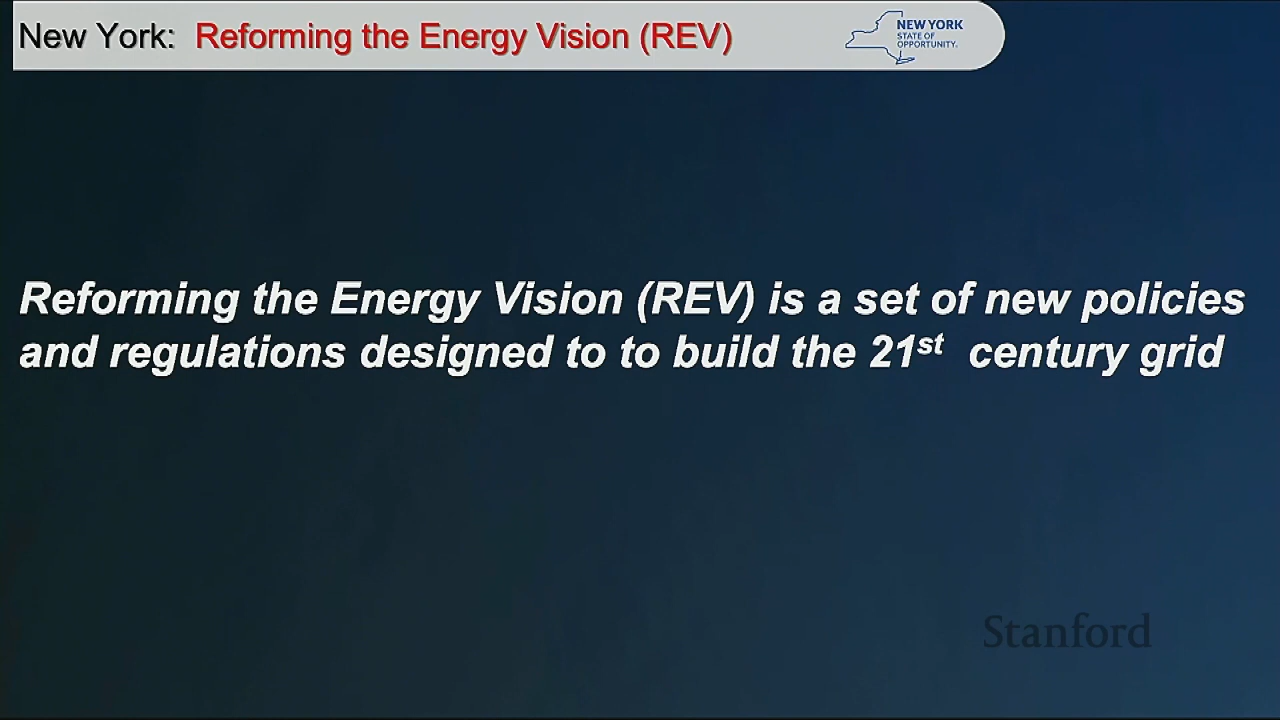 New York: Reforming the Energy Vision (REV)
NEW YORK
STATE OF
OPPORTUNITY.
Reforming the Energy Vision (REV) is a set of new policies
and regulations designed to to build the 21st century grid
Stanford